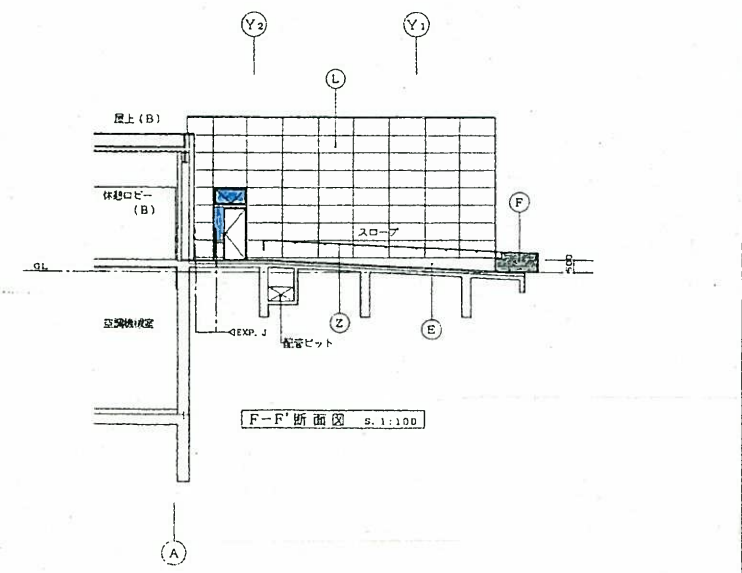 Y2
Y1
L
屋上(B)
休憩ロビー
(B)
F
スロープ
GL
500
空調機械室
EXP.J
配管ピット
Z
E
F-F'断面図 S.1:100
A